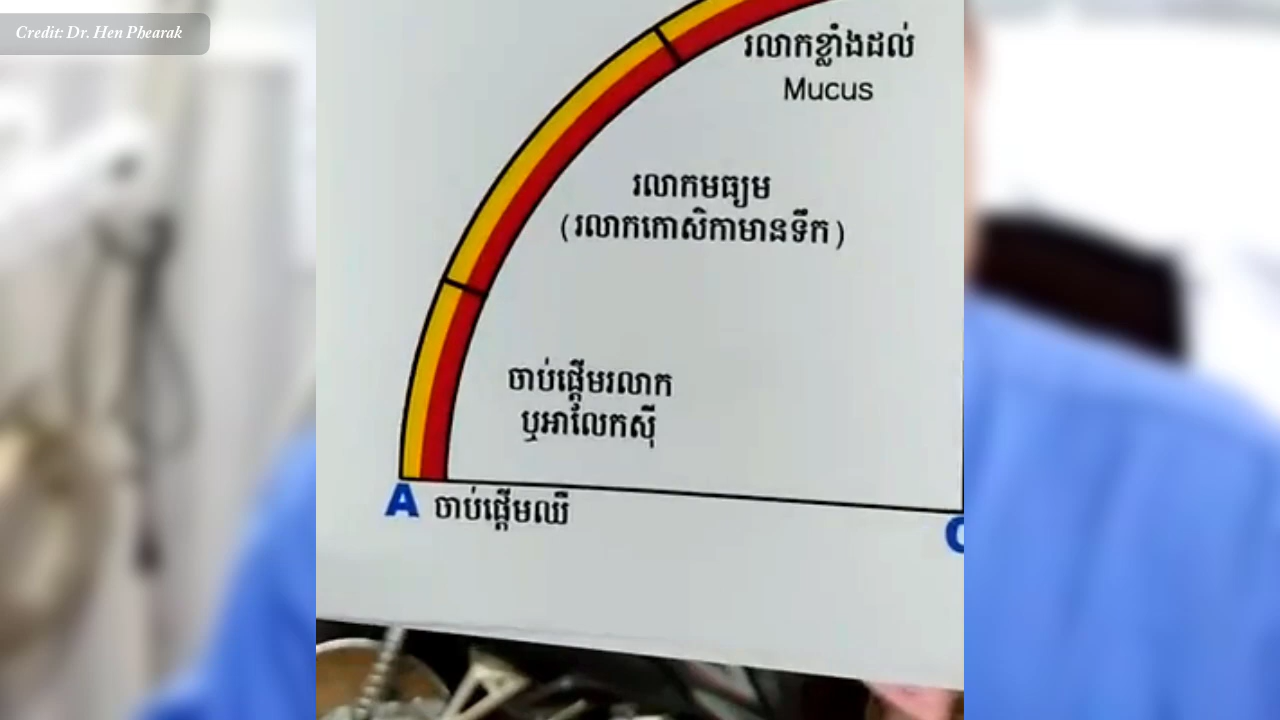 Credit: Dr. Hen Phearak
រលាកខ្លាំងដល់
Mucus
រលាកមធ្យម
(រលាកកោសិកាមានទឹក)
ចាប់ផ្តើមរលាក
ឬអាលែកស៊ី
A ចាប់ផ្តើមឈឺ
C